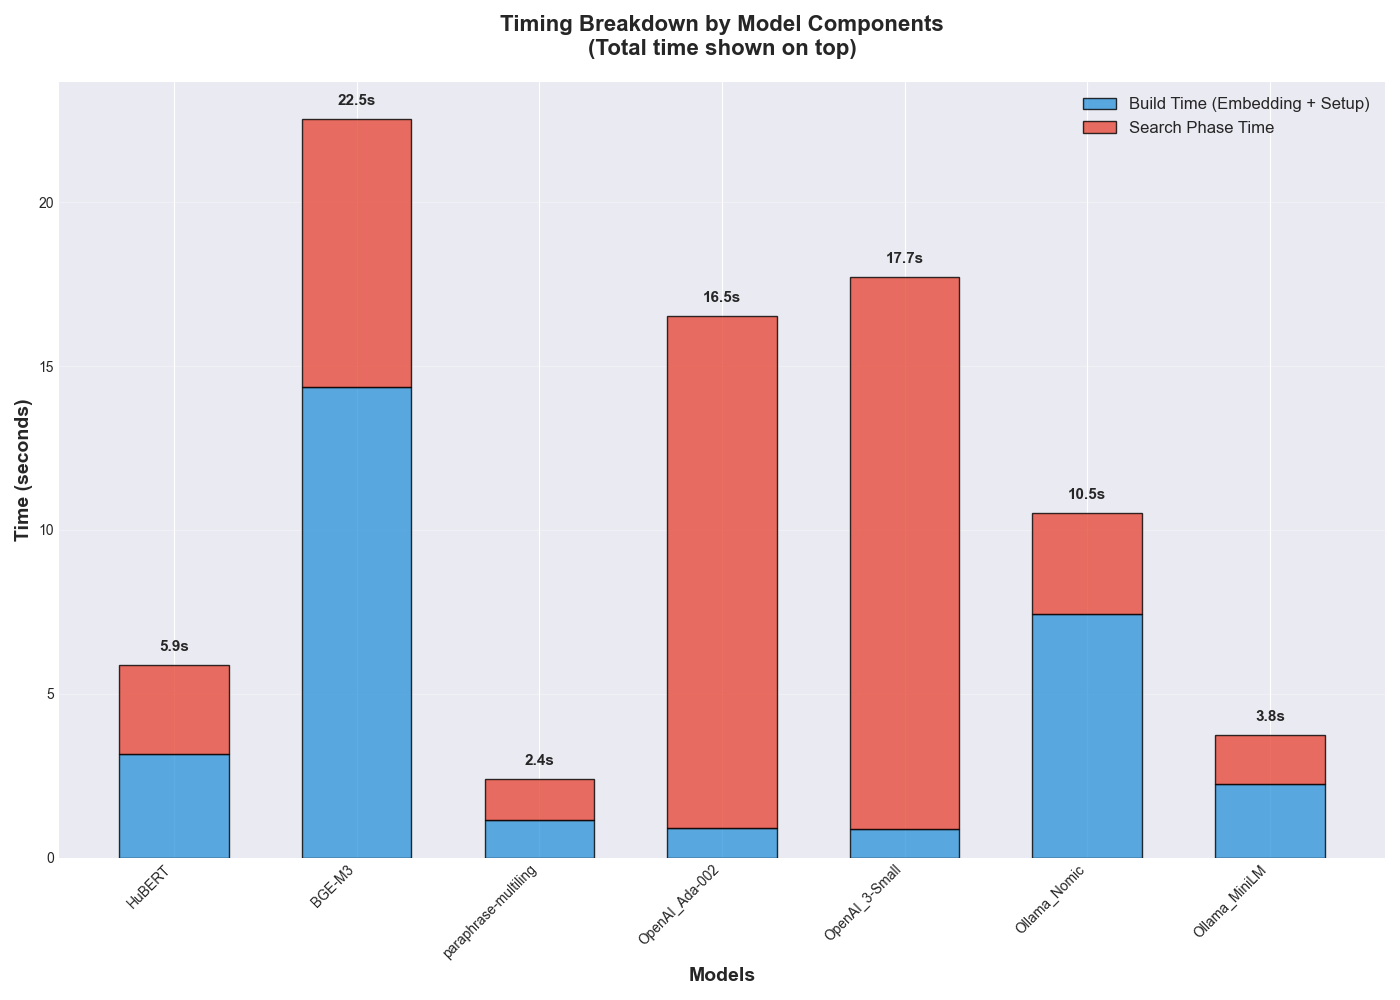 Timing Breakdown by Model Components
(Total time shown on top)
Build Time (Embedding + Setup)
Search Phase Time
22.5s
17.7s
16.5s
10.5s
5.9s
3.8s
2.4s
Time (seconds)
20
15
10
5
0
HuBERT
BGE-M3
paraphrase-multiling
OpenAI_Ada-002
OpenAI_3-Small
Ollama_Nomic
Ollama_MiniLM
Models